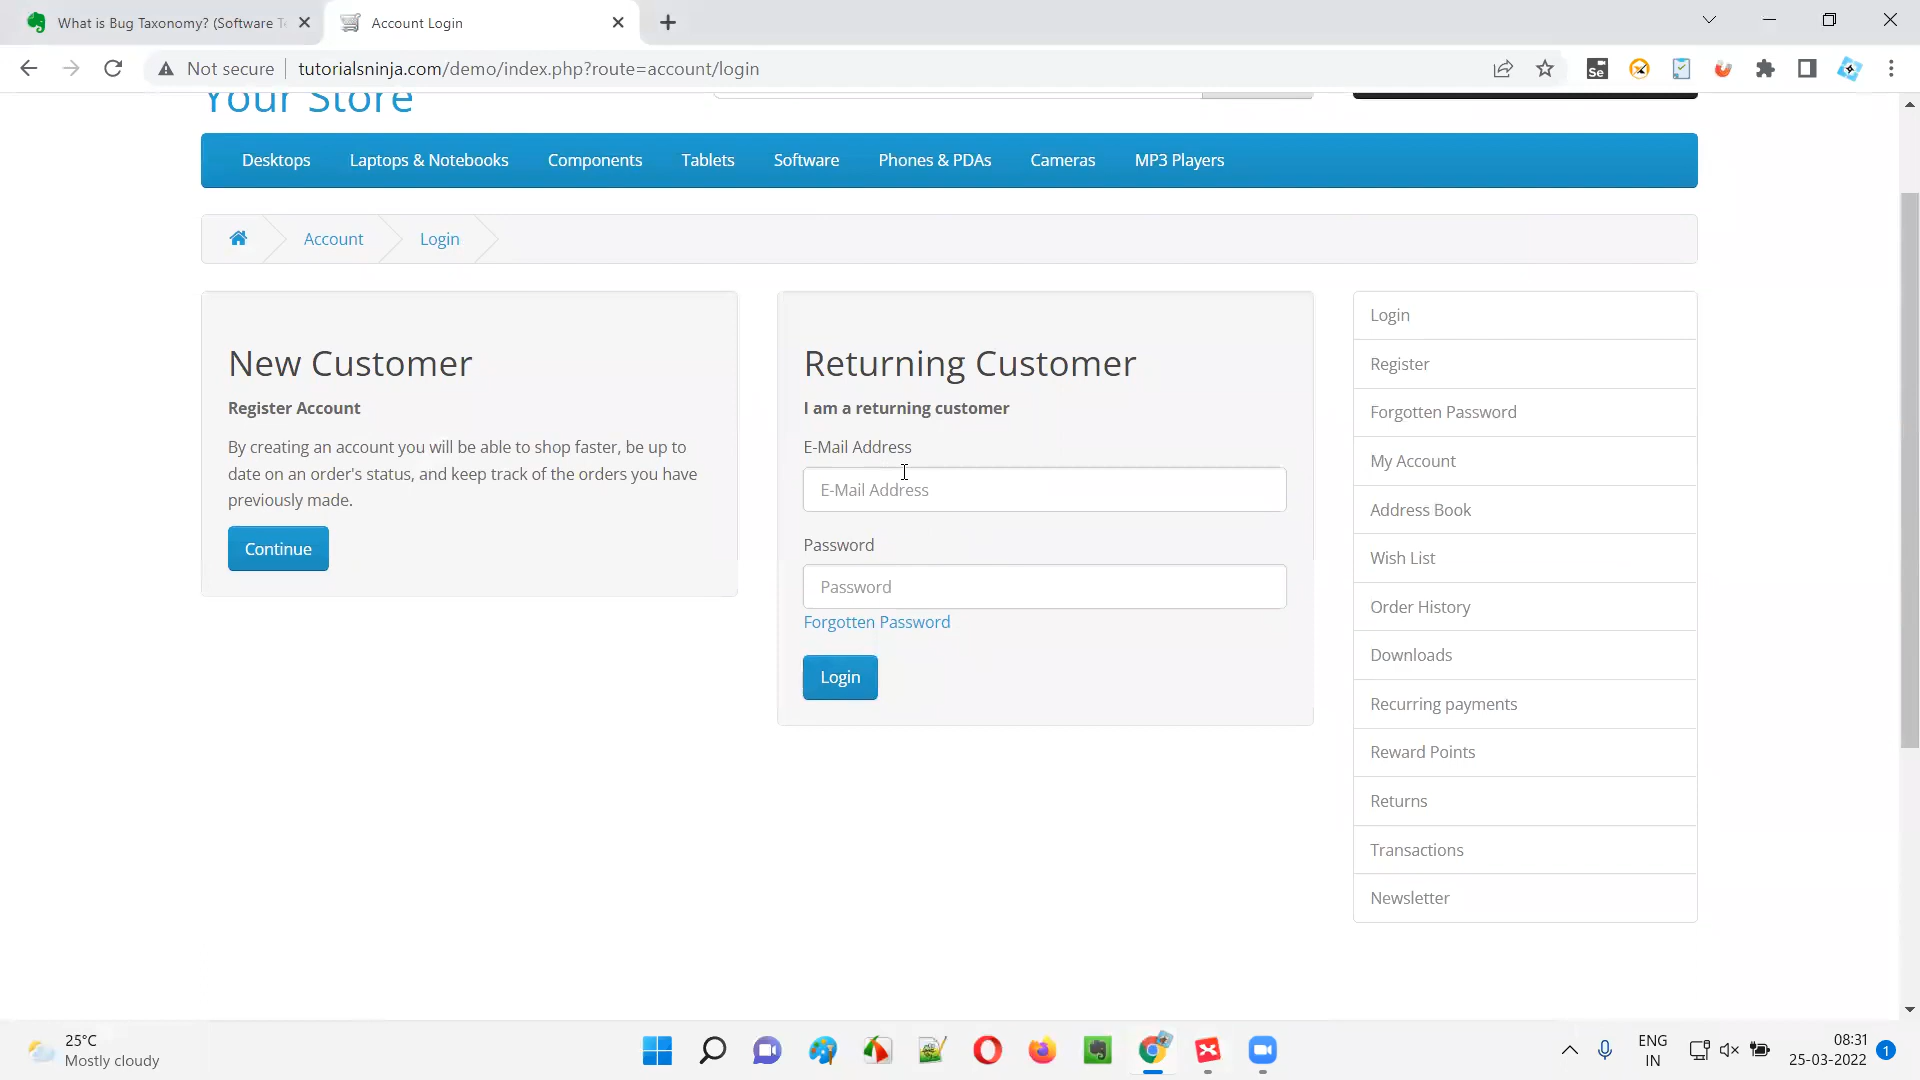 What is Bug Taxonomy? (Software T
Account Login
Not secure
tutorialsninja.com/demo/index.php?route=account/login
Se
Your Store
Desktops
Laptops & Notebooks
Components
Tablets
Software
Phones & PDAs
Cameras
MP3 Players
Account
Login
New Customer
Register Account
By creating an account you will be able to shop faster, be up to
date on an order's status, and keep track of the orders you have
previously made.
Continue
Returning Customer
I am a returning customer
E-Mail Address
E-Mail Address
Password
Password
Forgotten Password
Login
Login
Register
Forgotten Password
My Account
Address Book
Wish List
Order History
Downloads
Recurring payments
Reward Points
Returns
Transactions
Newsletter
25°C
Mostly cloudy
ENG
IN
08:31
25-03-2022
1